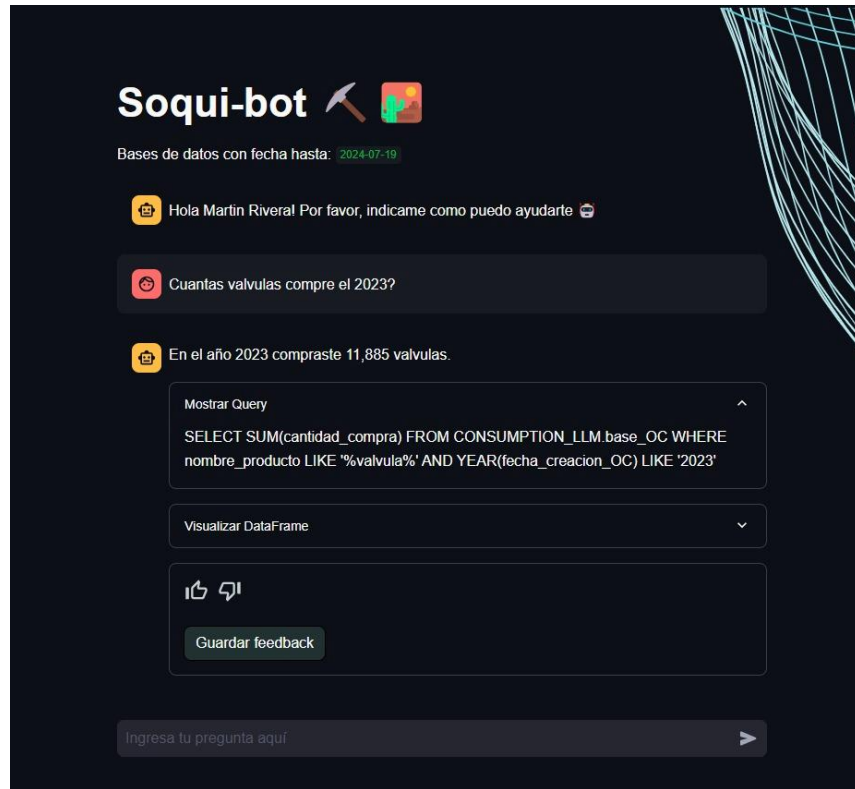 Soqui-bot
Bases de datos con fecha hasta: 2024-07-19
Hola Martin Rivera! Por favor, indicame como puedo ayudarte
Cuantas valvulas compre el 2023?
En el año 2023 compraste 11,885 valvulas.
Mostrar Query
SELECT SUM(cantidad_compra) FROM CONSUMPTION_LLM.base_OC WHERE
nombre_producto LIKE '%valvula%' AND YEAR(fecha_creacion_OC) LIKE '2023'
Visualizar DataFrame
Guardar feedback
Ingresa tu pregunta aquí